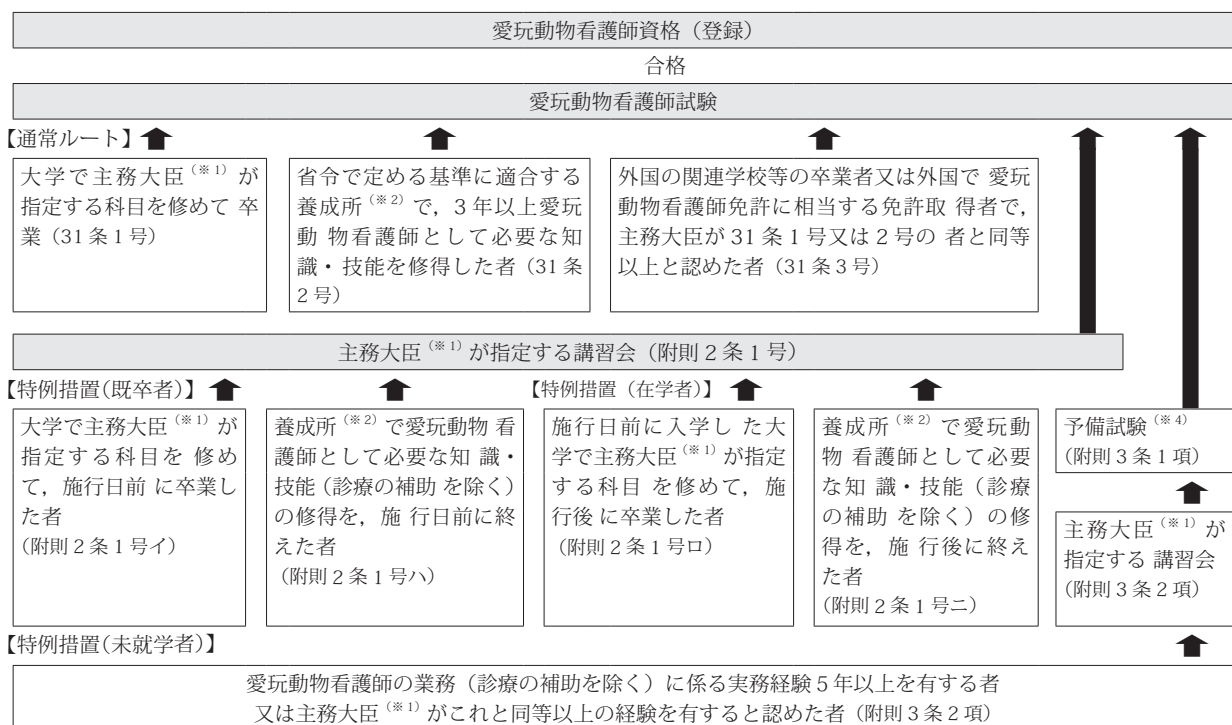 愛玩動物看護師資格（登録）
合格
愛玩動物看護師試験
【通常ルート】
大学で主務大臣（※1）が
指定する科目を修めて 卒
業（31条1号）
省令で定める基準に適合する
養成所（※2）で，3年以上愛玩
動 物看護師として必要な知
識・ 技能を修得した者（31条
2号）
外国の関連学校等の卒業者又は外国で 愛玩
動物看護師免許に相当する免許取 得者で，
主務大臣が31条1号又は2号の 者と同等
以上と認めた者（31条3号）
主務大臣（※1）が指定する講習会（附則2条1号）
【特例措置(既卒者)】
【特例措置（在学者）】
大学で主務大臣（※1）が
指定する科目を 修め
て，施行日前 に卒業し
た者
（附則2条1号イ）
養成所（※2）で愛玩動物 看
護師として必要な知 識・
技能（診療の補助 を除く）
の修得を，施 行日前に終
えた者
（附則2条1号ハ）
施行日前に入学し た大
学で主務大臣（※1）が指定
する科目 を修めて，施
行後 に卒業した者
（附則2条1号ロ）
養成所（※2）で愛玩動
物 看護師として必要
な知 識・技能（診療
の補助 を除く）の修
得を，施 行後に終え
た者
（附則2条1号ニ）
予備試験（※4）
（附則3条1項）
主務大臣（※1）が
指定する 講習会
（附則3条2項）
【特例措置(未就学者)】
愛玩動物看護師の業務（診療の補助を除く）に係る実務経験5年以上を有する者
又は主務大臣（※1）がこれと同等以上の経験を有すると認めた者（附則3条2項）